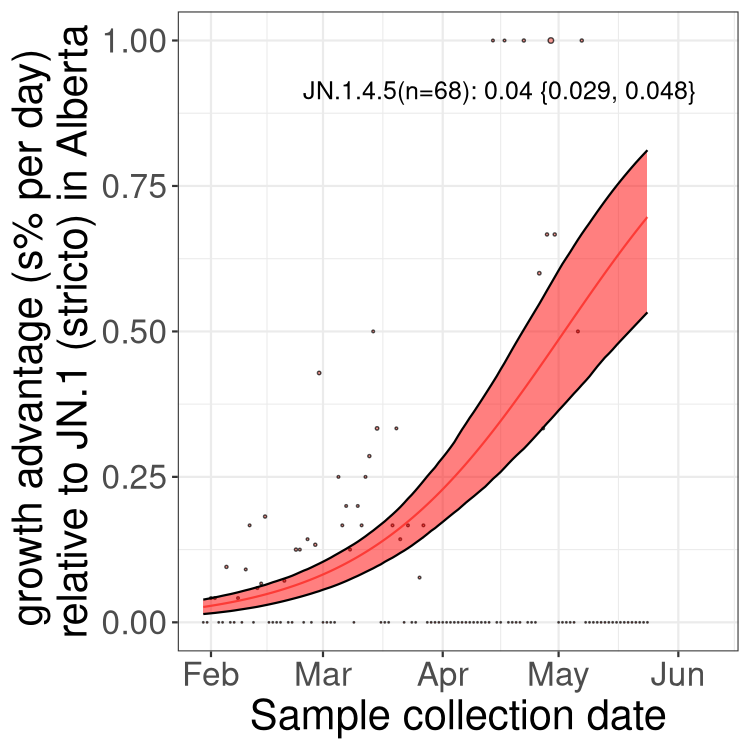 growth advantage (s% per day)
relative to JN.1 (stricto) in Alberta
1.00
0.75
0.50
0.25
0.00
JN.1.4.5(n=68): 0.04 {0.029, 0.048}
Feb Mar Apr May Jun
Sample collection date